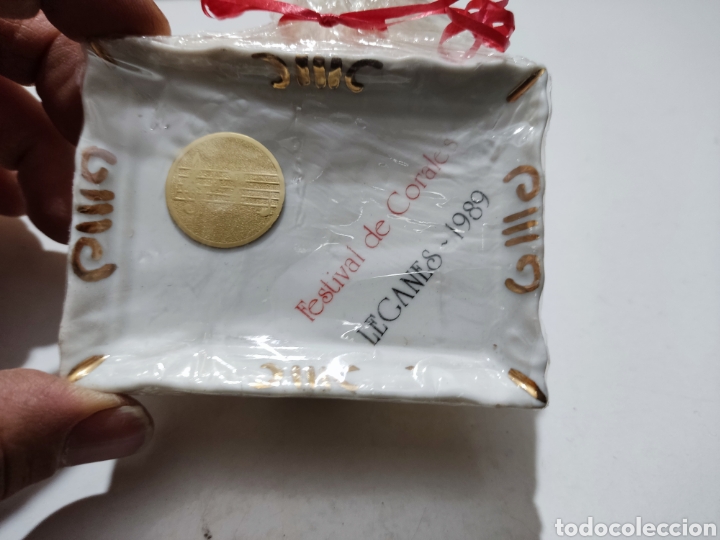 Festival de Corales
LEGANES ~ 1989
todocoleccion